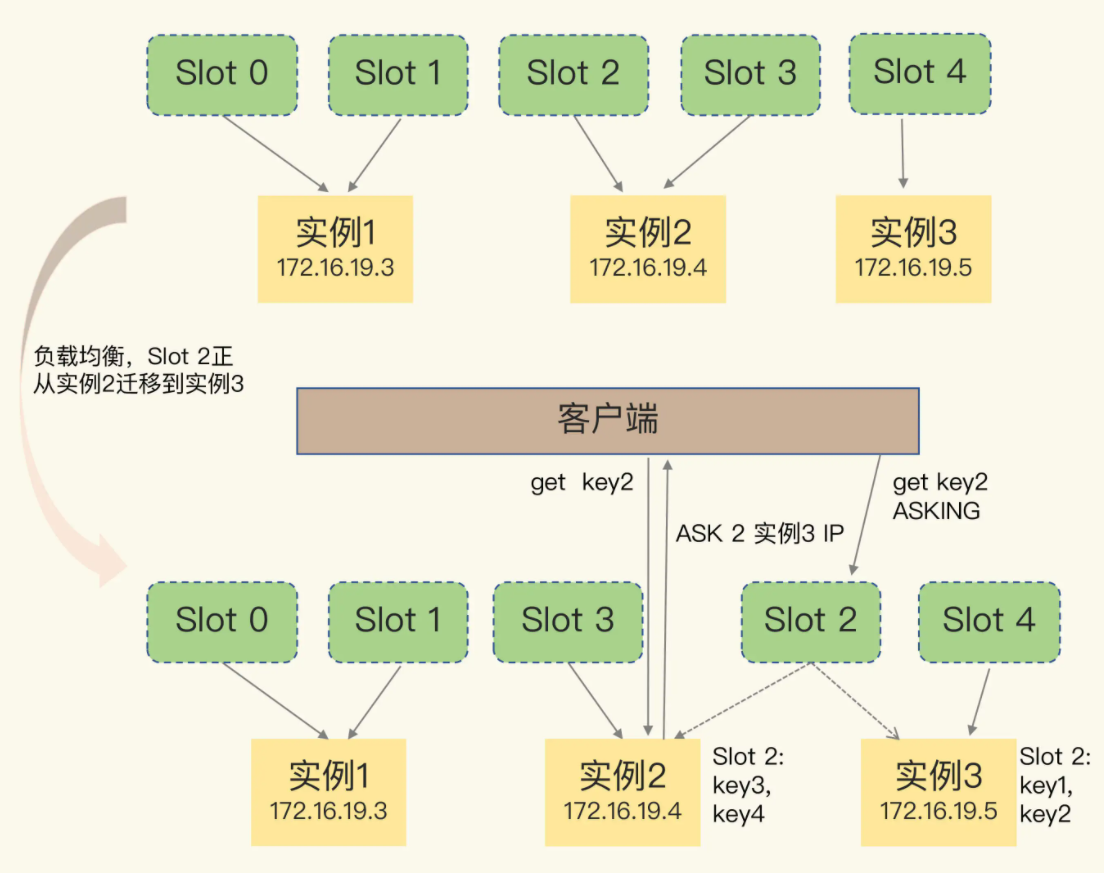 Slot 0
Slot 1
Slot 2
Slot 3
Slot 4
实例1
172.16.19.3
实例2
172.16.19.4
实例3
172.16.19.5
负载均衡，Slot 2正
从实例2迁移到实例3
客户端
get key2
ASK 2 实例3 IP
get key2
ASKING
Slot 0
Slot 1
Slot 3
Slot 2
Slot 4
实例1
172.16.19.3
实例2
172.16.19.4
Slot 2:
key3,
key4
实例3
172.16.19.5
Slot 2:
key1,
key2